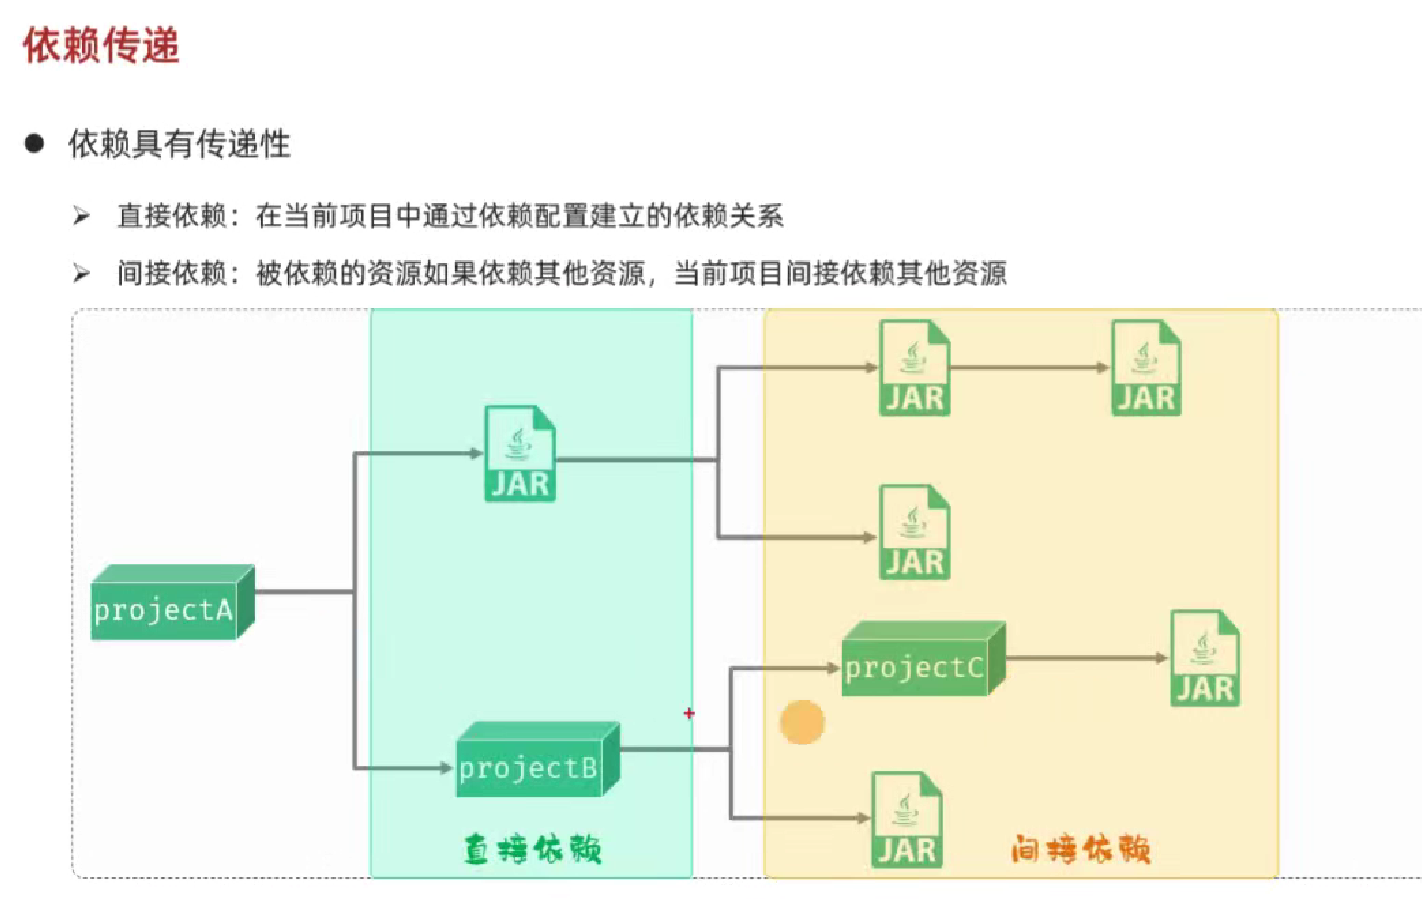 依赖传递
依赖具有传递性
直接依赖：在当前项目中通过依赖配置建立的依赖关系
间接依赖：被依赖的资源如果依赖其他资源，当前项目间接依赖其他资源
JAR
JAR
JAR
JAR
projectA
projectC
JAR
projectB
JAR
直接依赖
间接依赖